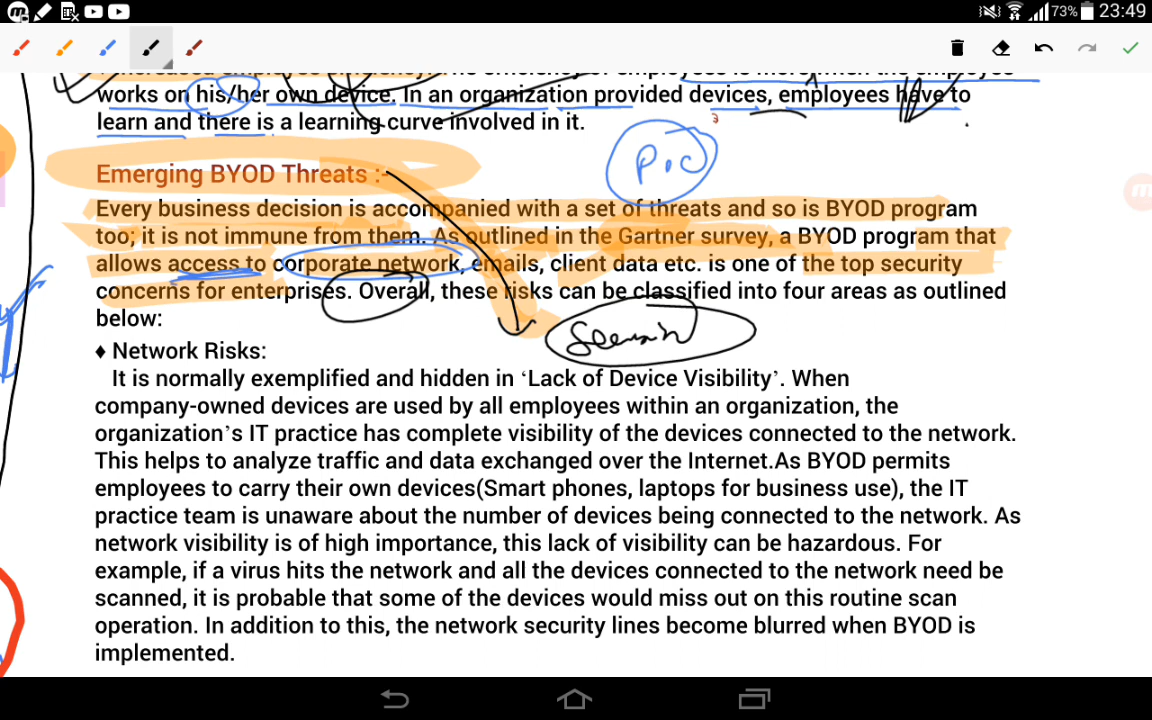 73% 23:49
works on his/her own device. In an organization provided devices, employees have to
learn and there is a learning curve involved in it.
P.C
Emerging BYOD Threats :-
Every business decision is accompanied with a set of threats and so is BYOD program
too; it is not immune from them. As outlined in the Gartner survey, a BYOD program that
allows access to corporate network, emails, client data etc. is one of the top security
concerns for enterprises. Overall, these risks can be classified into four areas as outlined
below:
♦ Network Risks:
It is normally exemplified and hidden in ‘Lack of Device Visibility’. When
company-owned devices are used by all employees within an organization, the
organization’s IT practice has complete visibility of the devices connected to the network.
This helps to analyze traffic and data exchanged over the Internet.As BYOD permits
employees to carry their own devices(Smart phones, laptops for business use), the IT
practice team is unaware about the number of devices being connected to the network. As
network visibility is of high importance, this lack of visibility can be hazardous. For
example, if a virus hits the network and all the devices connected to the network need be
scanned, it is probable that some of the devices would miss out on this routine scan
operation. In addition to this, the network security lines become blurred when BYOD is
implemented.